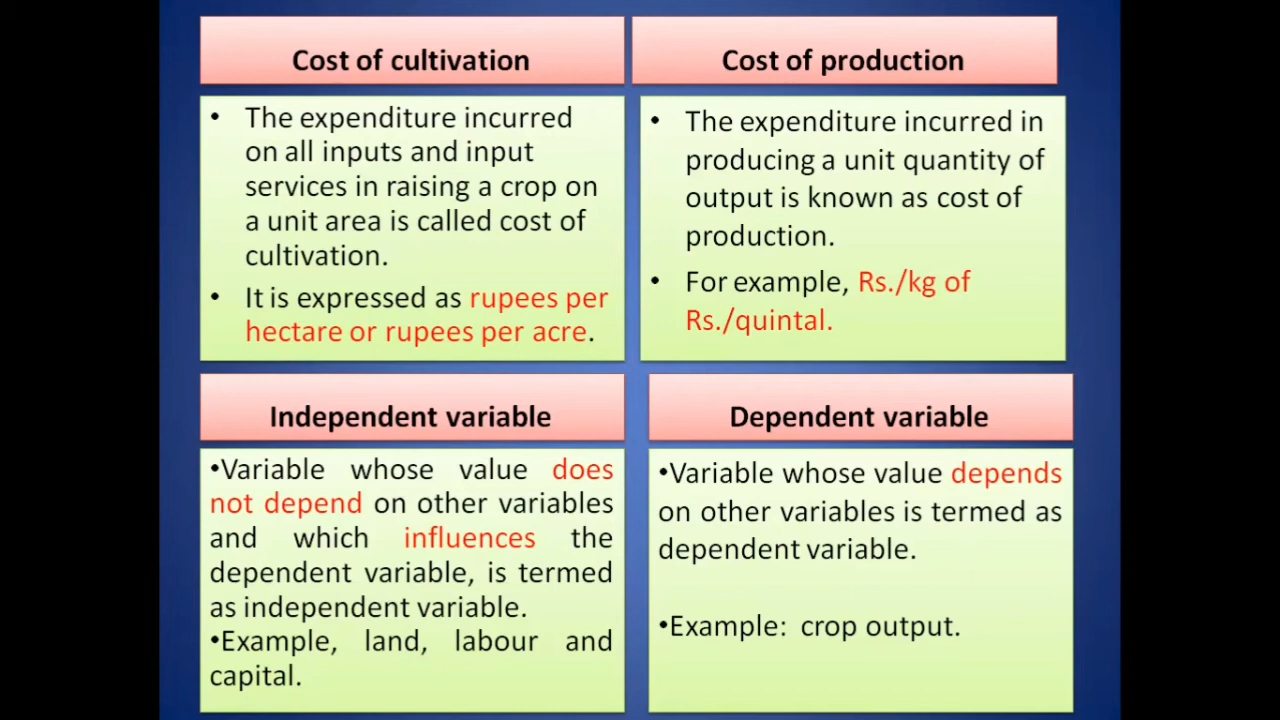 Cost of cultivation
• The expenditure incurred
on all inputs and input
services in raising a crop on
a unit area is called cost of
cultivation.
• It is expressed as rupees per
hectare or rupees per acre.
Cost of production
• The expenditure incurred in
producing a unit quantity of
output is known as cost of
production.
• For example, Rs./kg of
Rs./quintal.
Independent variable
•Variable whose value does
not depend on other variables
and which influences the
dependent variable, is termed
as independent variable.
•Example, land, labour and
capital.
Dependent variable
•Variable whose value depends
on other variables is termed as
dependent variable.
•Example: crop output.